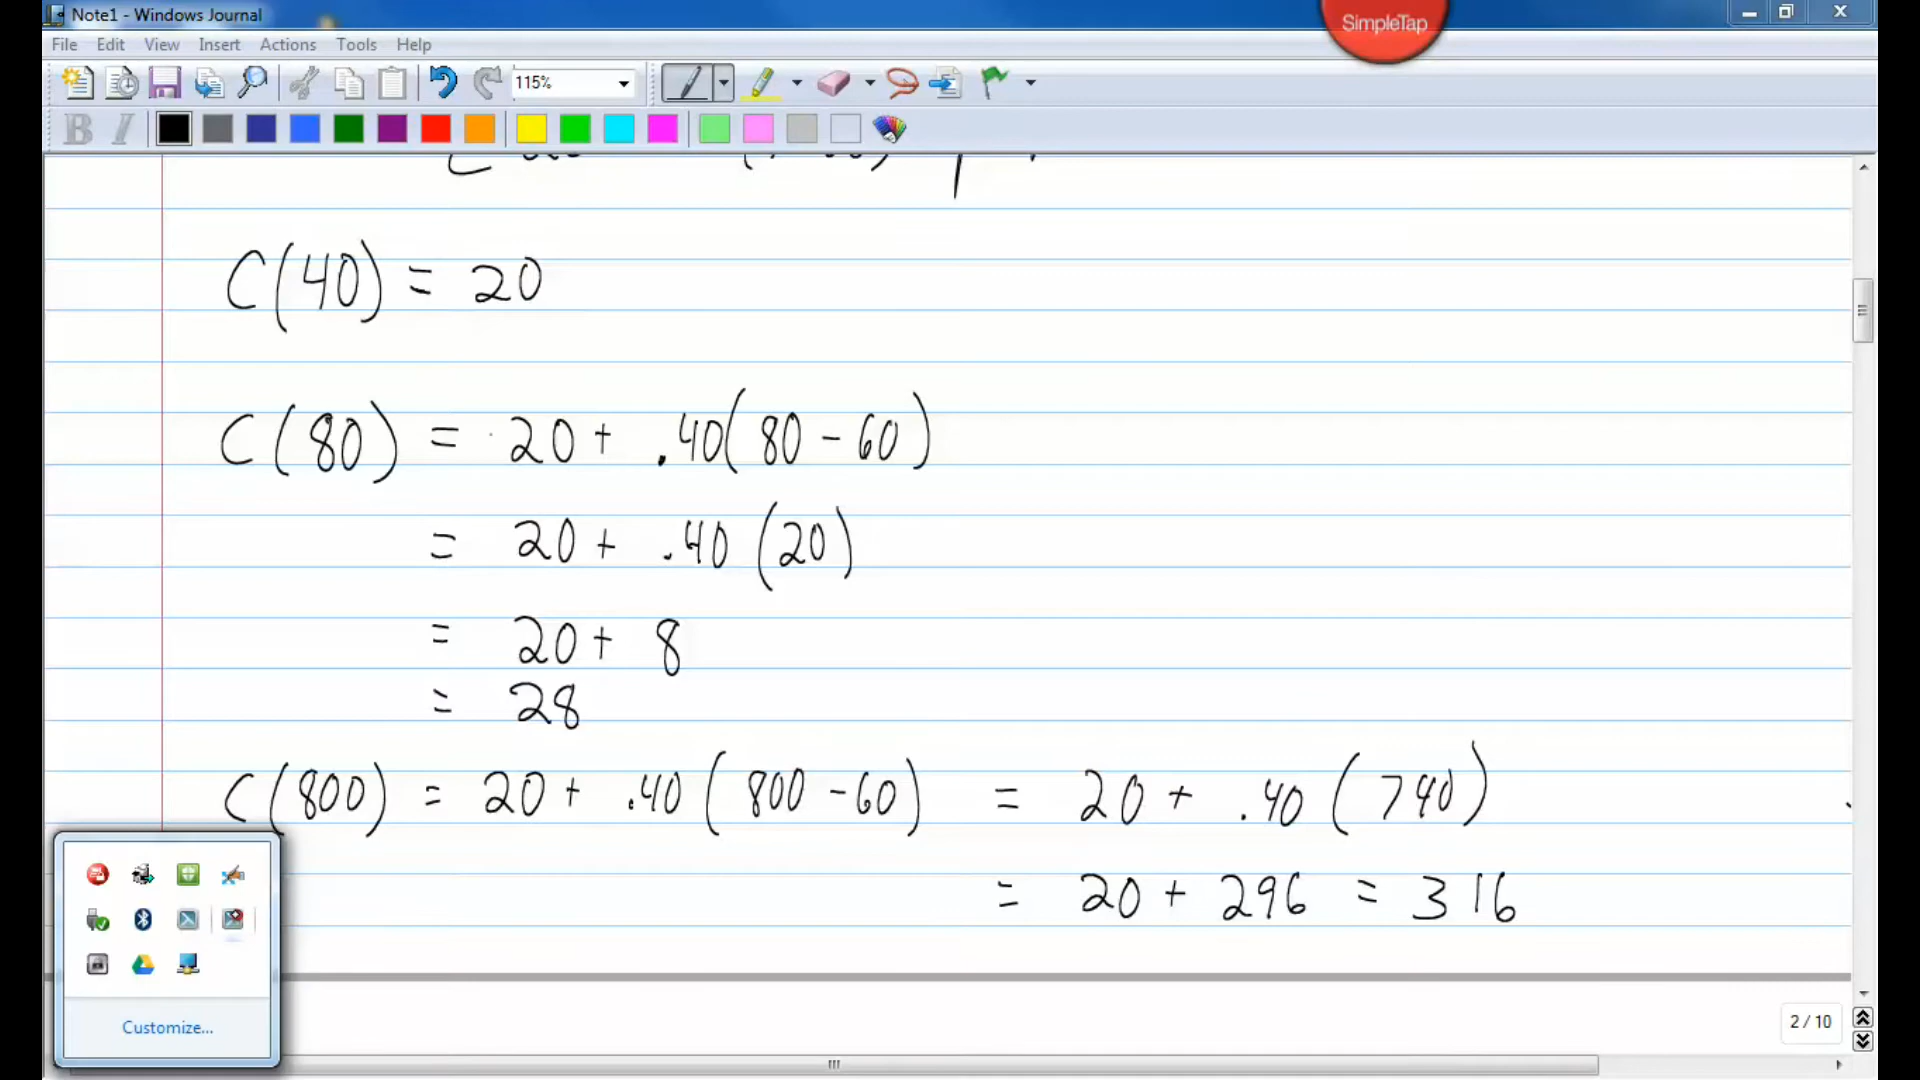 Note1 - Windows Journal
SimpleTap
File Edit View Insert Actions Tools Help
115%
B I
C(40) = 20
C(80) = 20 + .40(80 - 60)
= 20 + .40(20)
= 20 + 8
= 28
C(800) = 20 + .40(800 - 60) = 20 + .40(740)
= 20 + 296 = 316
Customize...
2 / 10